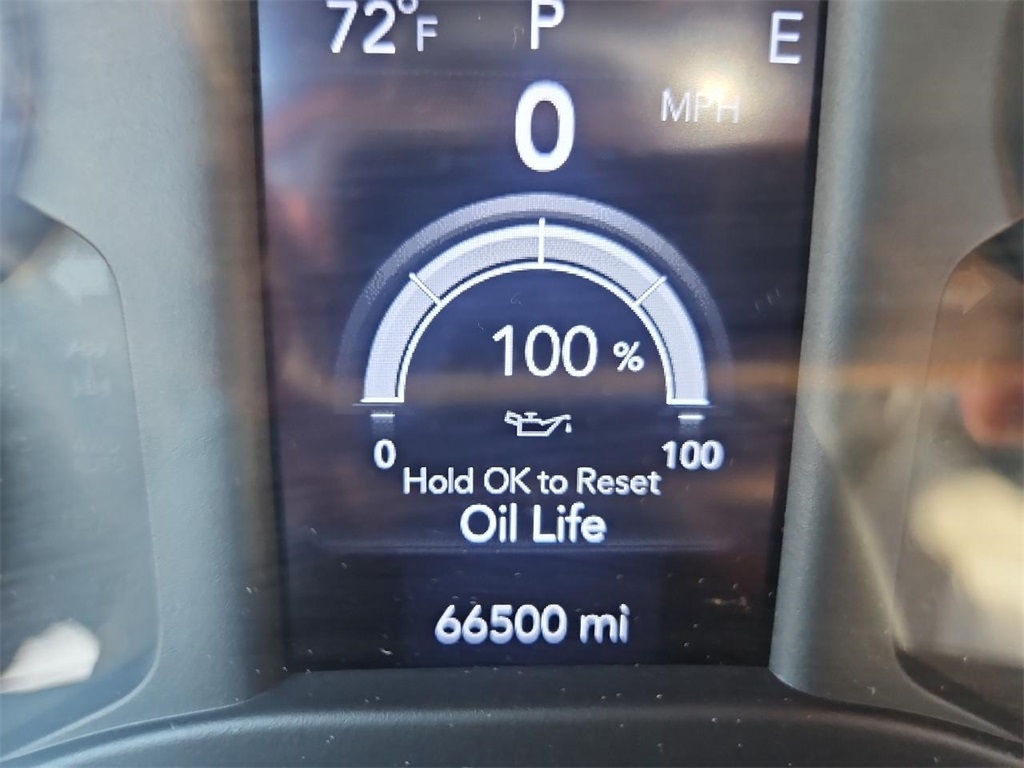 72°F P E
0 MPH
100 %
0 100
Hold OK to Reset
Oil Life
66500 mi